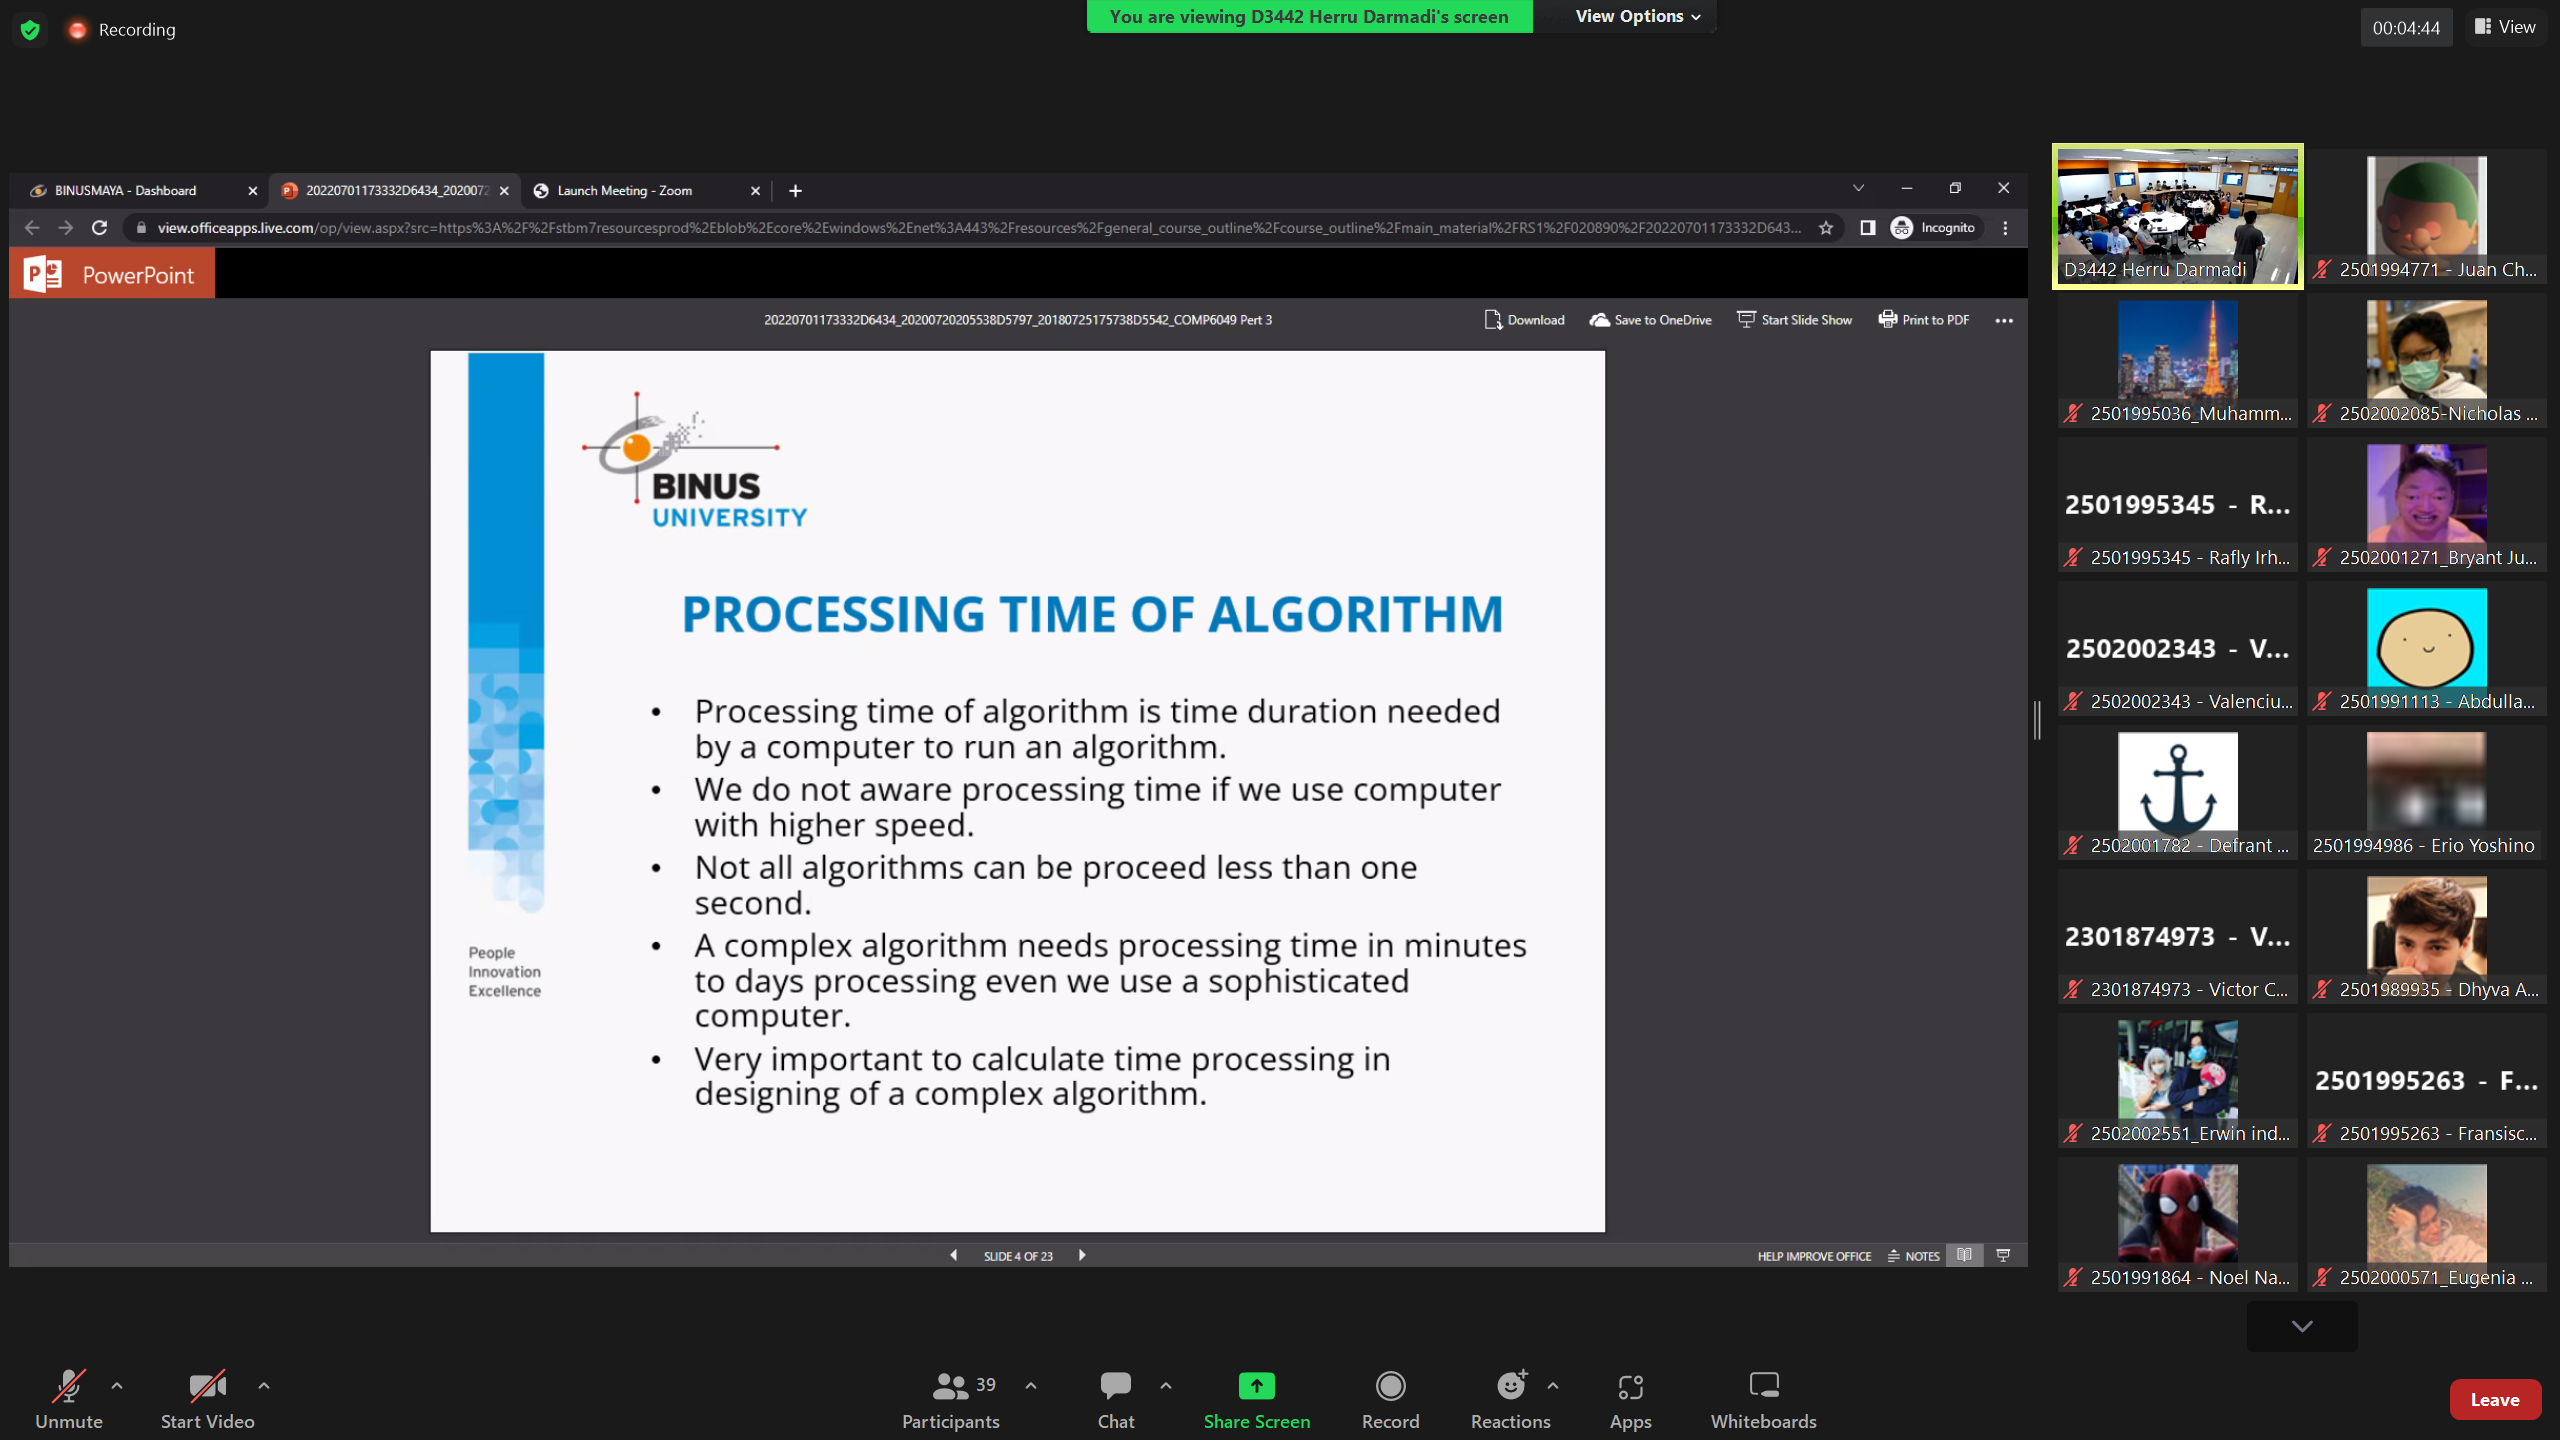 Recording
You are viewing D3442 Herru Darmadi's screen
View Options
00:04:44
View
BINUSMAYA - Dashboard
20220701173332D6434_2020072
Launch Meeting - Zoom
view.officeapps.live.com/op/view.aspx?src=https%3A%2F%2Fstbm7resourcesprod%2Eblob%2Ecore%2Ewindows%2Enet%3A443%2Fresources%2Fgeneral_course_outline%2Fcourse_outline%2Fmain_material%2FRS1%2F020890%2F20220701173332D643...
Incognito
PowerPoint
20220701173332D6434_20200720205538D5797_20180725175738D5542_COMP6049 Pert 3
Download
Save to OneDrive
Start Slide Show
Print to PDF
BINUS
UNIVERSITY
PROCESSING TIME OF ALGORITHM
• Processing time of algorithm is time duration needed
by a computer to run an algorithm.
• We do not aware processing time if we use computer
with higher speed.
• Not all algorithms can be proceed less than one
second.
• A complex algorithm needs processing time in minutes
to days processing even we use a sophisticated
computer.
• Very important to calculate time processing in
designing of a complex algorithm.
People
Innovation
Excellence
SLIDE 4 OF 23
HELP IMPROVE OFFICE
NOTES
D3442 Herru Darmadi
2501994771 - Juan Ch...
2501995036_Muhamm...
2502002085-Nicholas ...
2501995345 - R...
2501995345 - Rafly Irh...
2502001271_Bryant Ju...
2502002343 - V...
2502002343 - Valenciu...
2501991113 - Abdulla...
2502001782 - Defrant ...
2501994986 - Erio Yoshino
2301874973 - V...
2301874973 - Victor C...
2501989935 - Dhyva A...
2502002551_Erwin ind...
2501995263 - F...
2501995263 - Fransisc...
2501991864 - Noel Na...
2502000571_Eugenia ...
Unmute
Start Video
39
Participants
Chat
Share Screen
Record
Reactions
Apps
Whiteboards
Leave